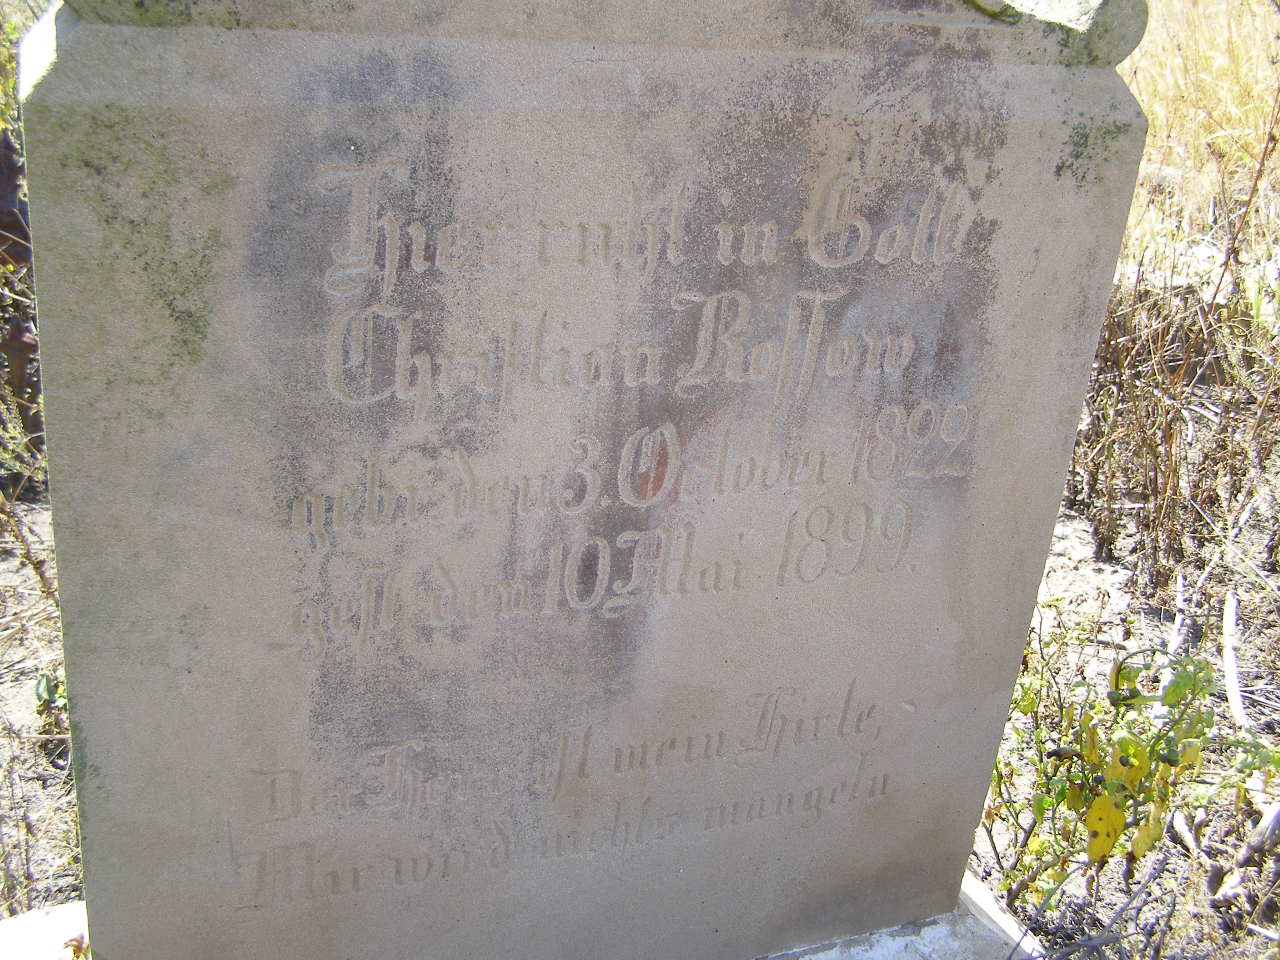 Hier ruht in Gott
Christian Rossow
gebr. den 3. October 1822
gest. den 10 Mai. 1899.
Der Herr ist mein Hirte,
Mir wird nichts mangeln